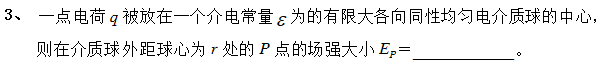 3、 一点电荷 q 被放在一个介电常量 ε 为的有限大各向同性均匀电介质球的中心,
则在介质球外距球心为 r 处的 P 点的场强大小 EP=____________。